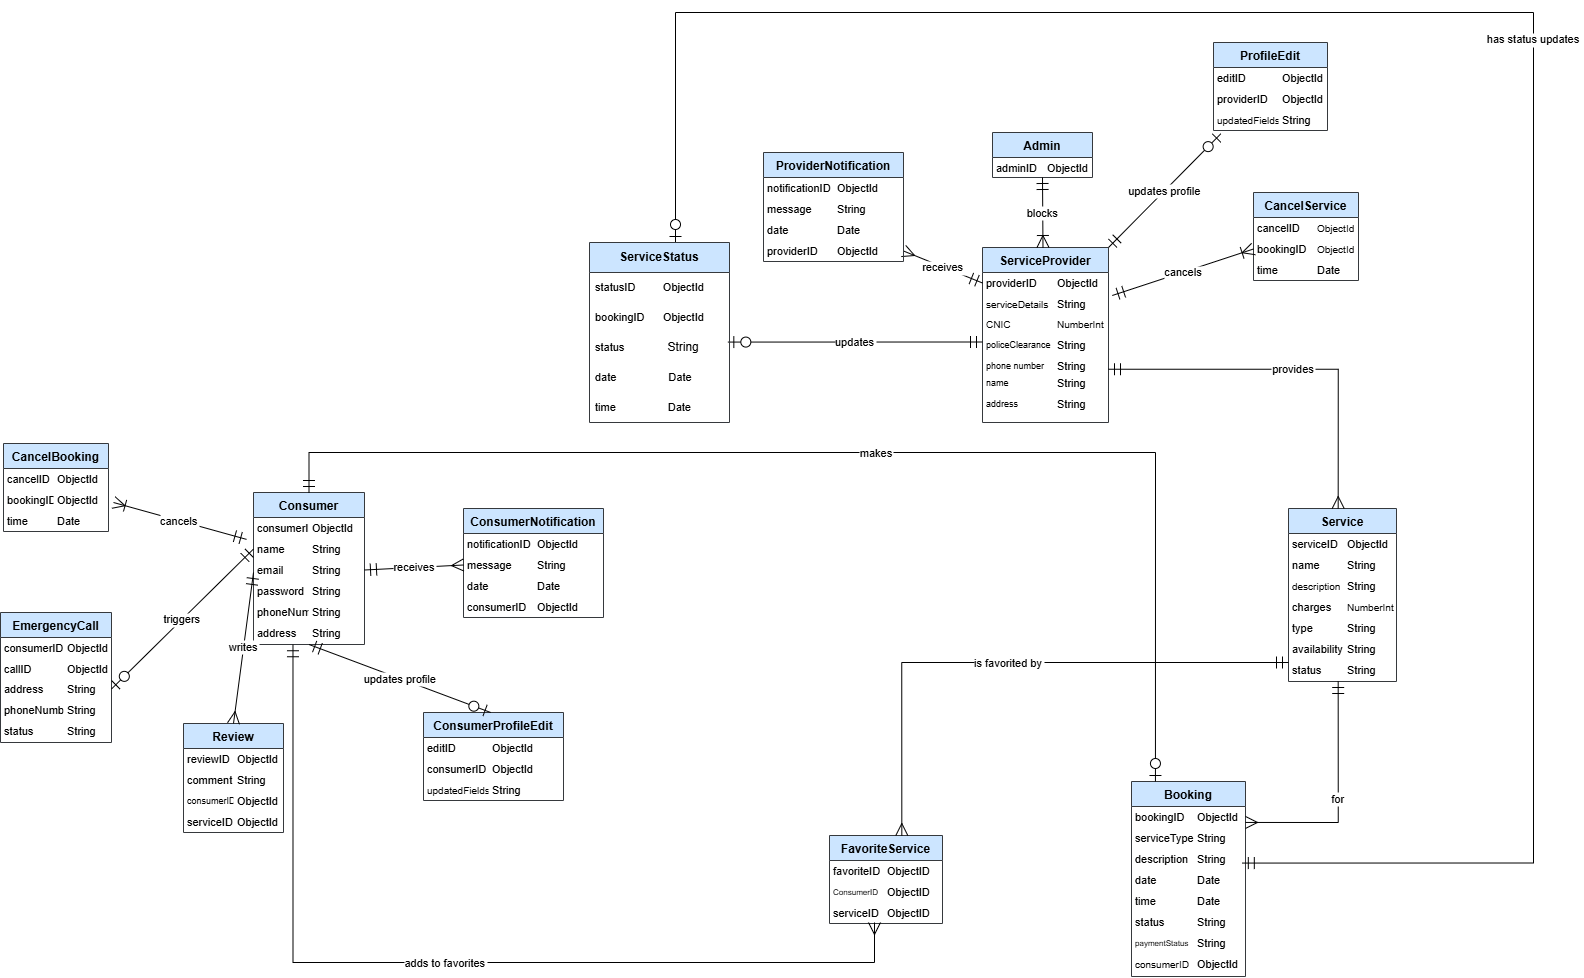 has status updates
ProfileEdit
editID ObjectId
providerID ObjectId
updatedFields String
updates profile
Admin
adminID ObjectId
blocks
ProviderNotification
notificationID ObjectId
message String
date Date
providerID ObjectId
receives
CancelService
cancelID ObjectId
bookingID ObjectId
time Date
cancels
ServiceStatus
statusID ObjectId
bookingID ObjectId
status String
date Date
time Date
updates
ServiceProvider
providerID ObjectId
serviceDetails String
CNIC NumberInt
policeClearance String
phone number String
name String
address String
provides
makes
CancelBooking
cancelID ObjectId
bookingID ObjectId
time Date
cancels
Consumer
consumerI ObjectId
name String
email String
password String
phoneNum String
address String
ConsumerNotification
notificationID ObjectId
message String
date Date
consumerID ObjectId
receives
Service
serviceID ObjectId
name String
description String
charges NumberInt
type String
availability String
status String
triggers
EmergencyCall
consumerID ObjectId
callID ObjectId
address String
phoneNumb String
status String
writes
updates profile
is favorited by
Review
reviewID ObjectId
comment String
consumerID ObjectId
serviceID ObjectId
ConsumerProfileEdit
editID ObjectId
consumerID ObjectId
updatedFields String
for
Booking
bookingID ObjectId
serviceType String
description String
date Date
time Date
status String
paymentStatus String
consumerID ObjectId
FavoriteService
favoriteID ObjectID
ConsumerID ObjectID
serviceID ObjectID
adds to favorites